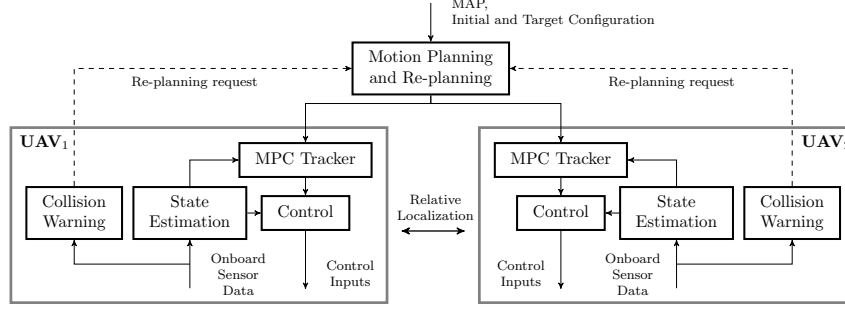 MAP,
Initial and Target Configuration
Motion Planning
and Re-planning
Re-planning request
Re-planning request
UAV₁
MPC Tracker
Collision
Warning
State
Estimation
Control
Onboard
Sensor
Data
Control
Inputs
Relative
Localization
UAV
MPC Tracker
Control
State
Estimation
Collision
Warning
Control
Inputs
Onboard
Sensor
Data